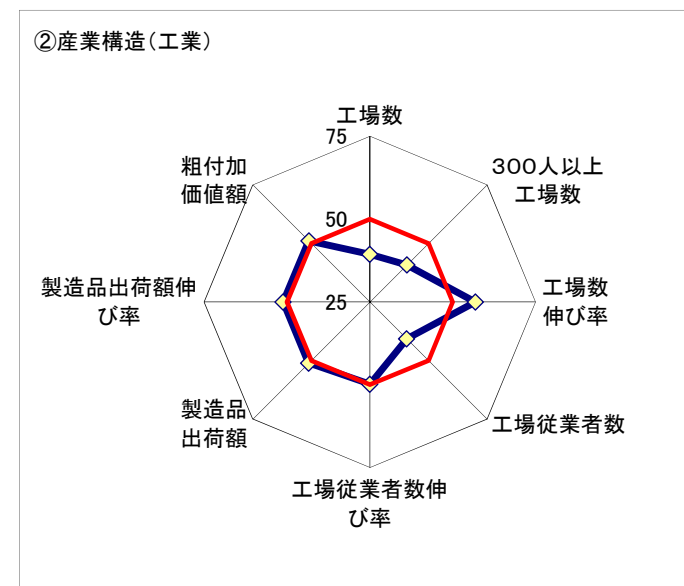 ②産業構造(工業)
工場数
75
300人以上
工場数
粗付加
価値額
50
製造品出荷額伸
び率
25
工場数
伸び率
製造品
出荷額
工場従業者数
工場従業者数伸
び率